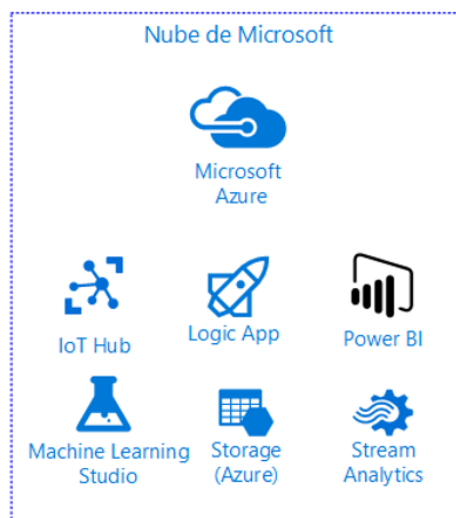 Nube de Microsoft
Microsoft
Azure
IoT Hub
Logic App
Power BI
Machine Learning
Studio
Storage
(Azure)
Stream
Analytics